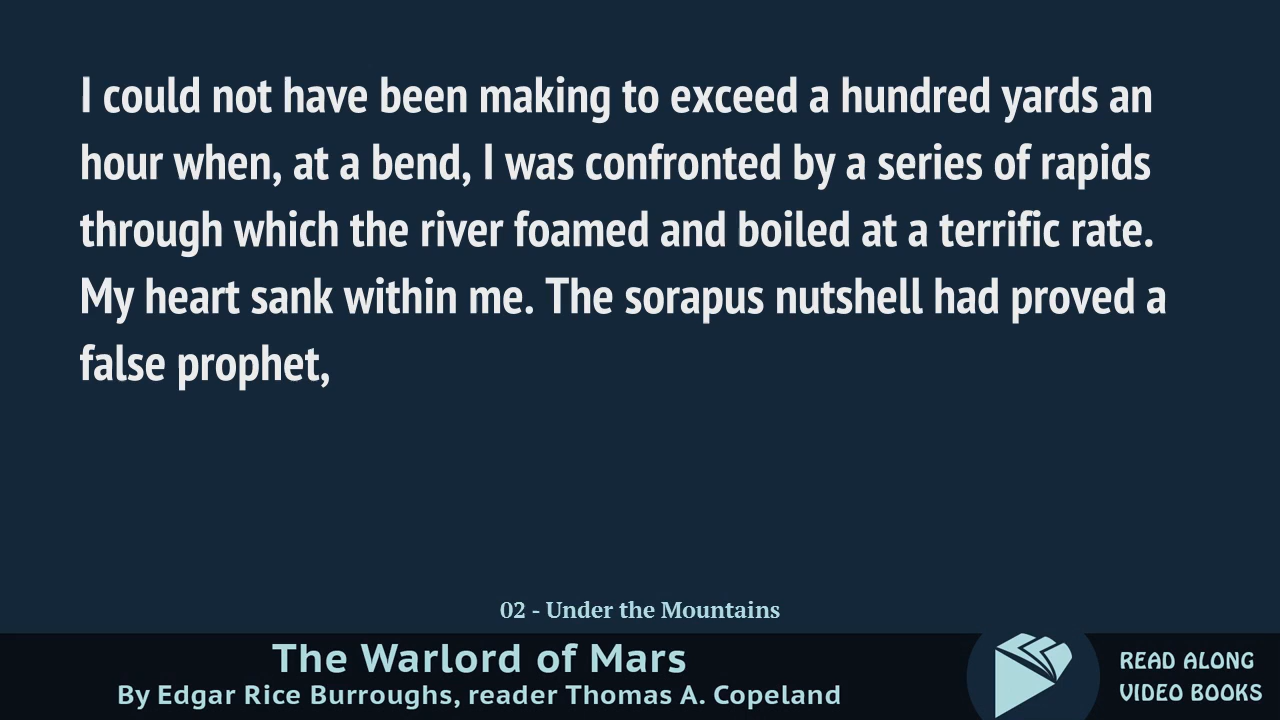 I could not have been making to exceed a hundred yards an
hour when, at a bend, I was confronted by a series of rapids
through which the river foamed and boiled at a terrific rate.
My heart sank within me. The sorapus nutshell had proved a
false prophet,
02 - Under the Mountains
The Warlord of Mars
By Edgar Rice Burroughs, reader Thomas A. Copeland
READ ALONG
VIDEO BOOKS